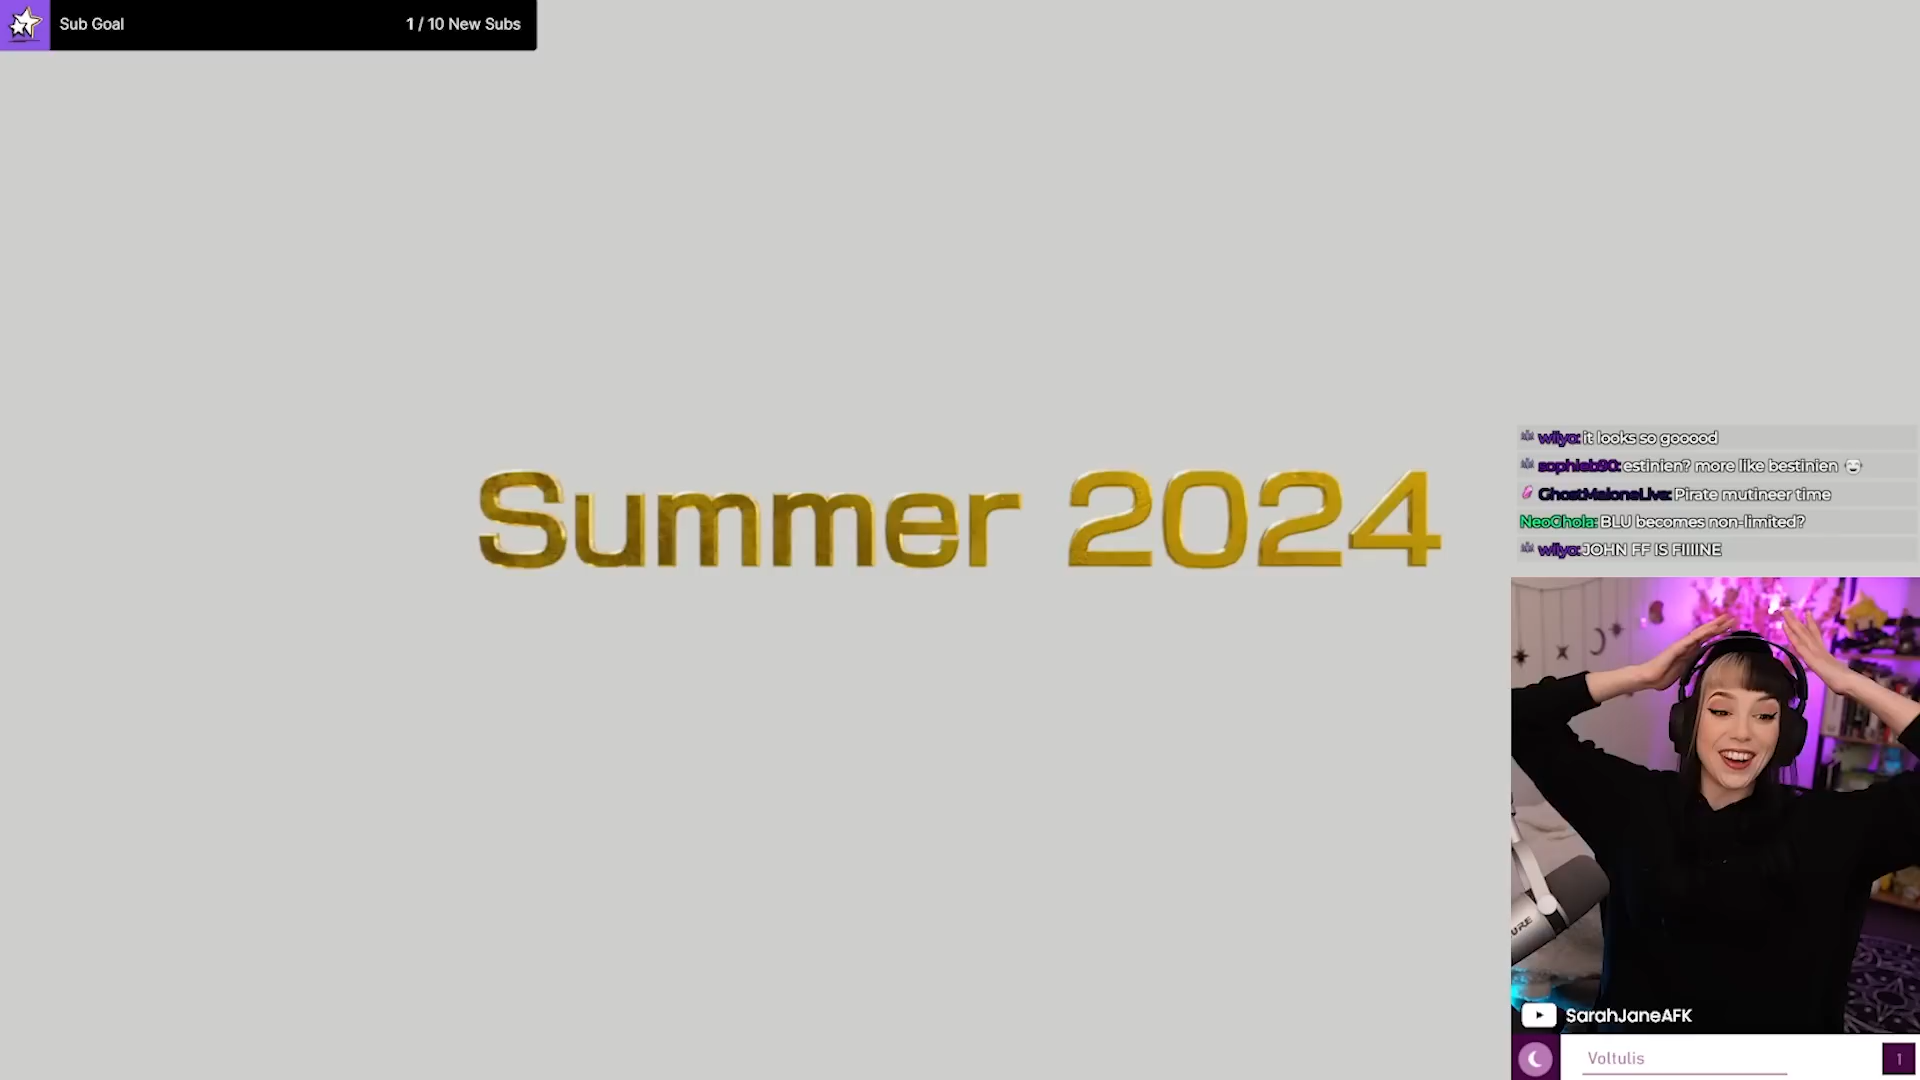 Sub Goal
1 / 10 New Subs
Summer 2024
wilyo: it looks so gooood
sophieb90: estinien? more like bestinien
GhostMaloneLive: Pirate mutineer time
NeoChola: BLU becomes non-limited?
wilyo: JOHN FF IS FIIIINE
URE
SarahJaneAFK
Voltulis
1